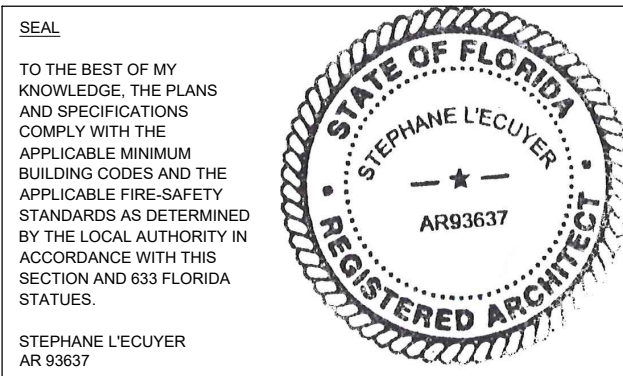 SEAL
TO THE BEST OF MY
KNOWLEDGE, THE PLANS
AND SPECIFICATIONS
COMPLY WITH THE
APPLICABLE MINIMUM
BUILDING CODES AND THE
APPLICABLE FIRE-SAFETY
STANDARDS AS DETERMINED
BY THE LOCAL AUTHORITY IN
ACCORDANCE WITH THIS
SECTION AND 633 FLORIDA
STATUES.
STEPHANE L'ECUYER
AR 93637
STATE OF FLORIDA
STEPHANE L'ECUYER
AR93637
REGISTERED ARCHITECT